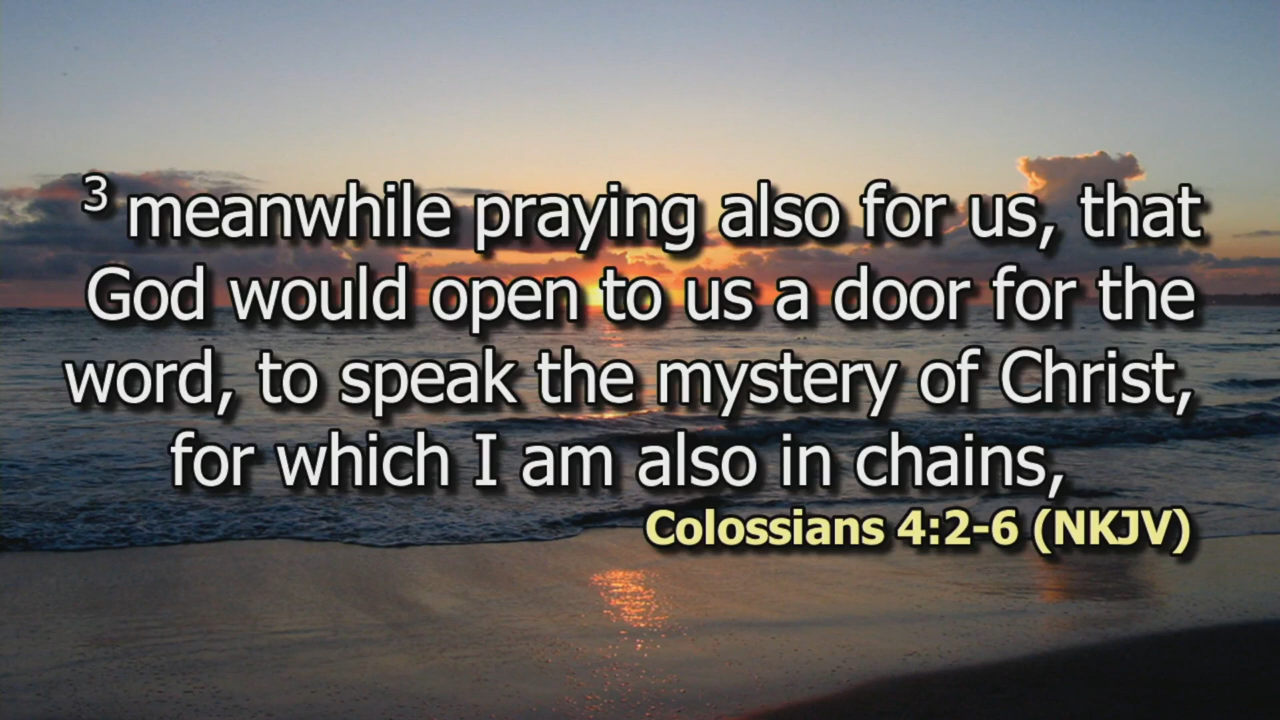 3 meanwhile praying also for us, that
God would open to us a door for the
word, to speak the mystery of Christ,
for which I am also in chains,
Colossians 4:2-6 (NKJV)